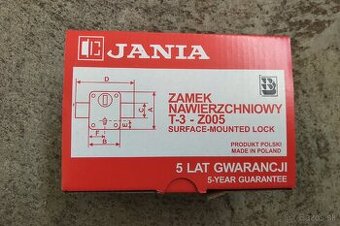 JANIA
D
ZAMEK
NAWIERZCHNIOWY
T-3 - Z005
SURFACE-MOUNTED LOCK
C
A
E
F
B
PRODUKT POLSKI
MADE IN POLAND
5 LAT GWARANCJI
5-YEAR GUARANTEE